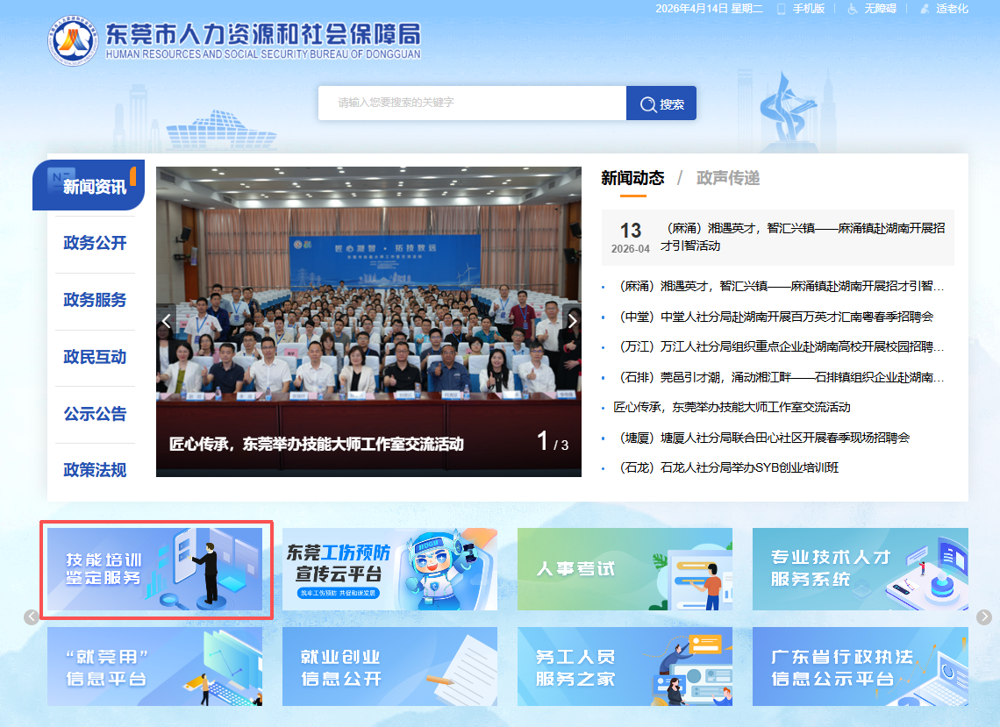 2026年4月14日 星期二
手机版
无障碍
适老化
东莞市人力资源和社会保障局
HUMAN RESOURCES AND SOCIAL SECURITY BUREAU OF DONGGUAN
请输入您要搜索的关键字
搜索
新闻资讯
政务公开
政务服务
政民互动
公示公告
政策法规
匠心凝智·拓技致远
匠心传承，东莞举办技能大师工作室交流活动
1 / 3
新闻动态 / 政声传递
13
2026-04
（麻涌）湘遇英才，智汇兴镇——麻涌镇赴湖南开展招
才引智活动
（麻涌）湘遇英才，智汇兴镇——麻涌镇赴湖南开展招才引智…
（中堂）中堂人社分局赴湖南开展百万英才汇南粤春季招聘会
（万江）万江人社分局组织重点企业赴湖南高校开展校园招聘…
（石排）莞邑引才潮，涌动湘江畔——石排镇组织企业赴湖南…
匠心传承，东莞举办技能大师工作室交流活动
（塘厦）塘厦人社分局联合田心社区开展春季现场招聘会
（石龙）石龙人社分局举办SYB创业培训班
技能培训
鉴定服务
东莞工伤预防
宣传云平台
筑牢工伤预防 共促和谐发展
人事考试
专业技术人才
服务系统
“就莞用”
信息平台
就业创业
信息公开
务工人员
服务之家
广东省行政执法
信息公示平台